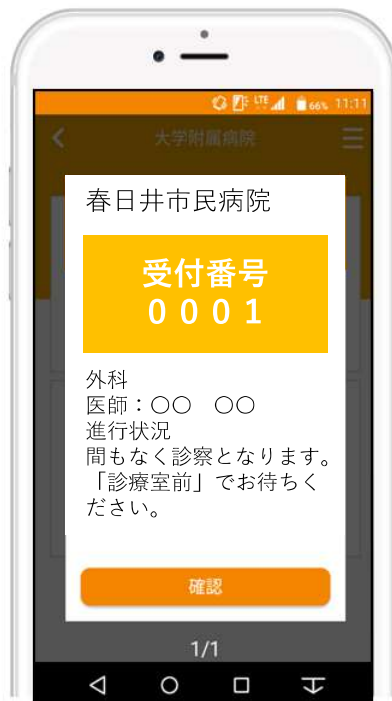 LTE 66% 11:11
大学附属病院
春日井市民病院
受付番号
０００１
外科
医師：〇〇　〇〇
進行状況
間もなく診察となります。
「診療室前」でお待ちく
ださい。
確認
1/1